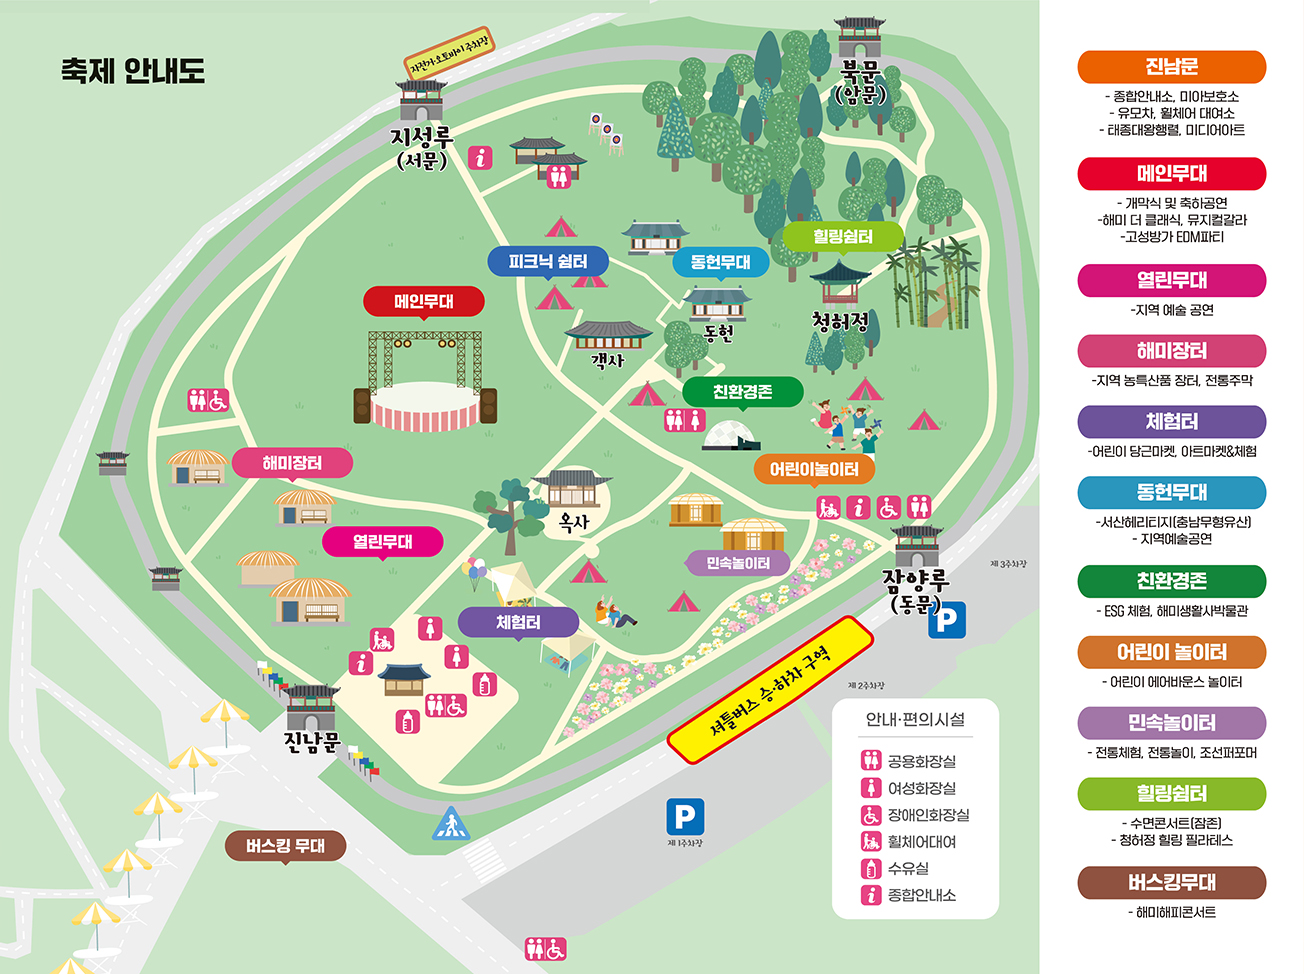 축제 안내도
자전거·오토바이 주차장
지성루
(서문)
북문
(암문)
힐링쉼터
피크닉 쉼터
동헌무대
메인무대
동헌
청허정
객사
친환경존
해미장터
어린이놀이터
옥사
열린무대
민속놀이터
잠양루
(동문)
제 3주차장
P
체험터
셔틀버스 승·하차 구혁
제 2주차장
진남문
버스킹 무대
P
제 1주차장
안내·편의시설
공용화장실
여성화장실
장애인화장실
휠체어대여
수유실
종합안내소
진남문
- 종합안내소, 미아보호소
- 유모차, 휠체어 대여소
- 태종대왕행렬, 미디어아트
메인무대
- 개막식 및 축하공연
-해미 더 클래식, 뮤지컬갈라
-고성방가 EDM파티
열린무대
-지역 예술 공연
해미장터
-지역 농특산품 장터, 전통주막
체험터
-어린이 당근마켓, 아트마켓&체험
동헌무대
-서산헤리티지(충남무형유산)
- 지역예술공연
친환경존
- ESG 체험, 해미생활사박물관
어린이 놀이터
- 어린이 에어바운스 놀이터
민속놀이터
- 전통체험, 전통놀이, 조선퍼포머
힐링쉼터
- 수면콘서트(잠존)
- 청허정 힐링 필라테스
버스킹무대
- 해미해피콘서트